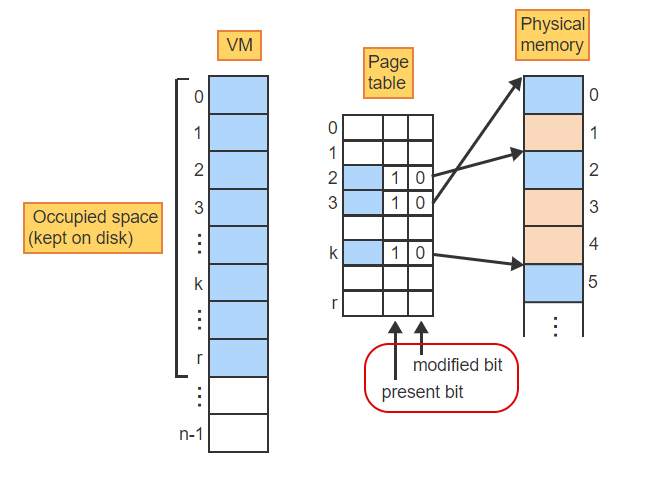 VM
Page
table
Physical
memory
0
1
2
3
⋮
k
⋮
r
⋮
n-1
Occupied space
(kept on disk)
0
1
2 1 0
3 1 0
k 1 0
r
modified bit
present bit
0
1
2
3
4
5
⋮